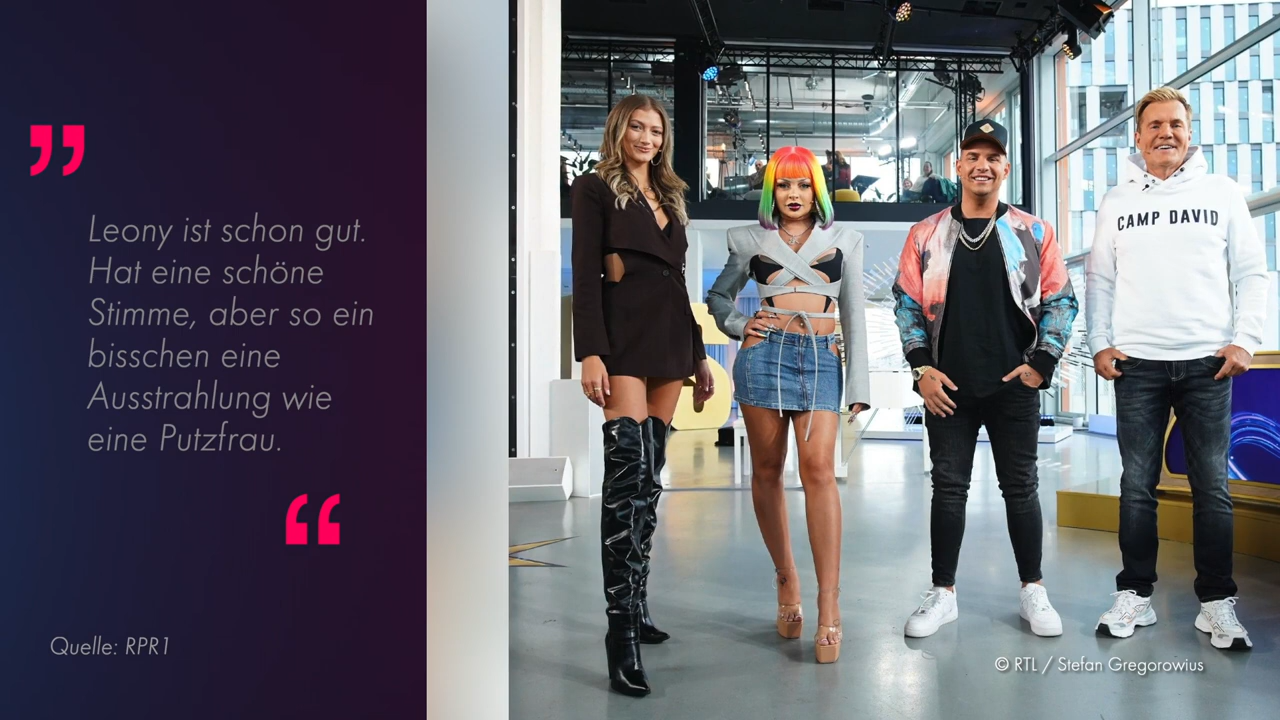 Leony ist schon gut.
Hat eine schöne
Stimme, aber so ein
bisschen eine
Ausstrahlung wie
eine Putzfrau.
Quelle: RPR1
CAMP DAVID
© RTL / Stefan Gregorowius